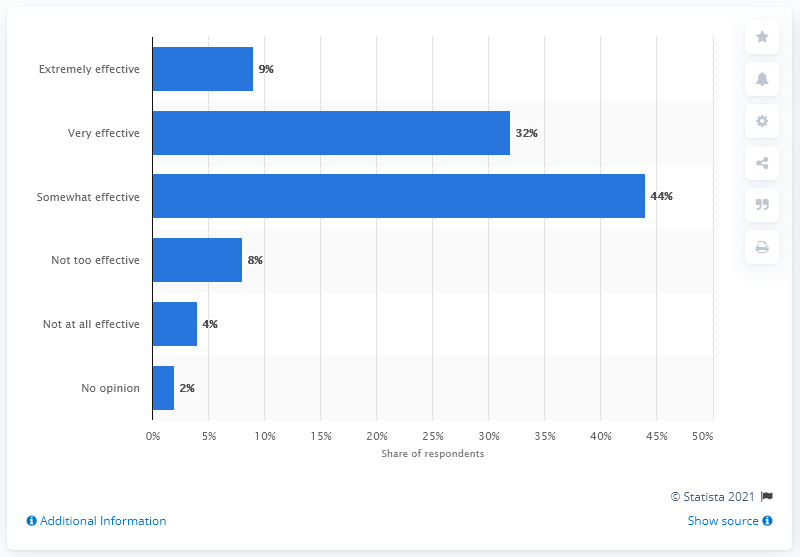 Extremely effective 9%
Very effective 32%
Somewhat effective 44%
Not too effective 8%
Not at all effective 4%
No opinion 2%
0% 5% 10% 15% 20% 25% 30% 35% 40% 45% 50%
Share of respondents
© Statista 2021
Additional Information Show source